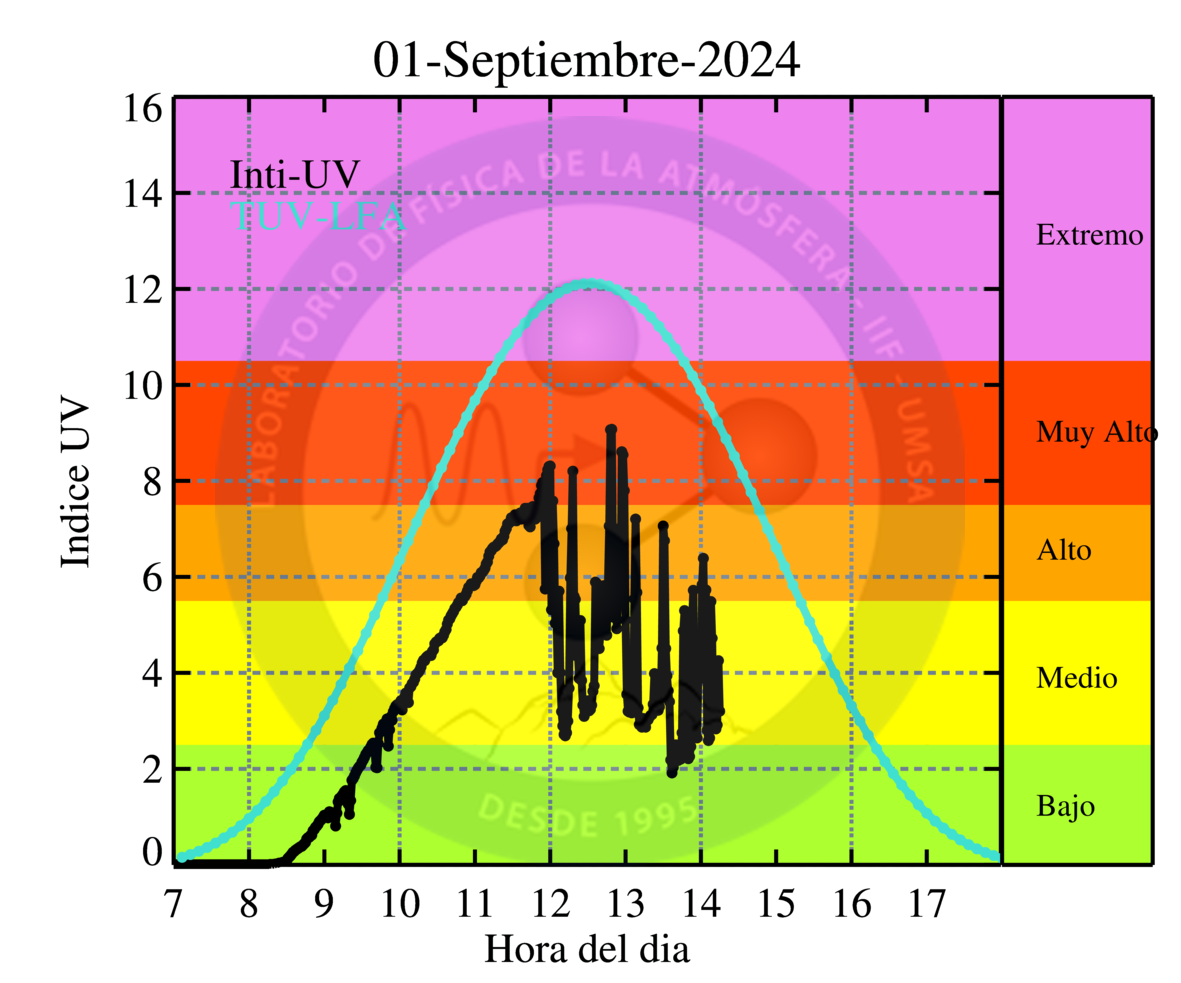 01-Septiembre-2024
Inti-UV
TUV-LFA
LABORATORIO DE FÍSICA DE LA ATMÓSFERA - IIF - UMSA
DESDE 1995
Indice UV
16
14
12
10
8
6
4
2
0
Extremo
Muy Alto
Alto
Medio
Bajo
7 8 9 10 11 12 13 14 15 16 17
Hora del dia